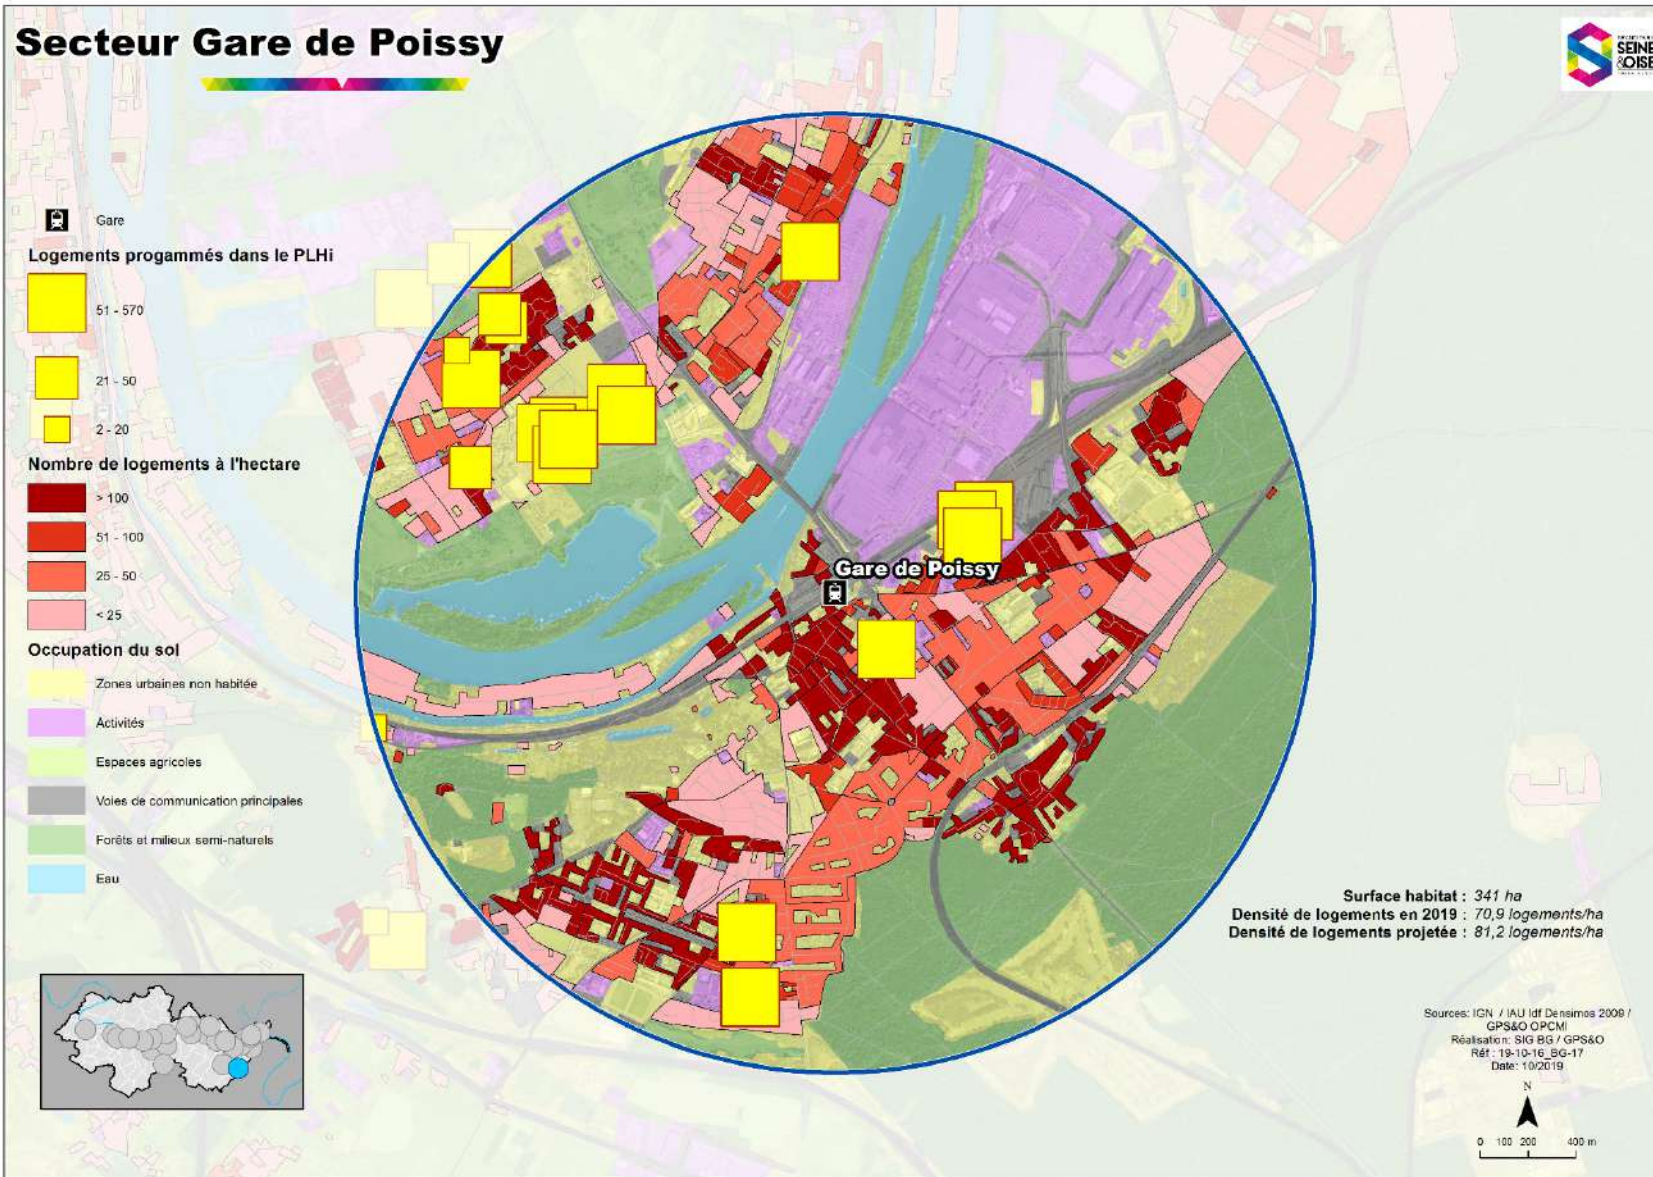 Secteur Gare de Poissy
SEINE
&OISE
Gare
Logements progammés dans le PLHi
51 - 570
21 - 50
2 - 20
Nombre de logements à l'hectare
> 100
51 - 100
25 - 50
< 25
Occupation du sol
Zones urbaines non habitée
Activités
Espaces agricoles
Voies de communication principales
Forêts et milieux semi-naturels
Eau
Gare de Poissy
Surface habitat : 341 ha
Densité de logements en 2019 : 70,9 logements/ha
Densité de logements projetée : 81,2 logements/ha
Sources: IGN / IAU Idf Densimos 2009 /
GPS&O OPCMI
Réalisation: SIG BG / GPS&O
Réf : 19-10-16_BG-17
Date: 10/2019
N
0 100 200 400 m